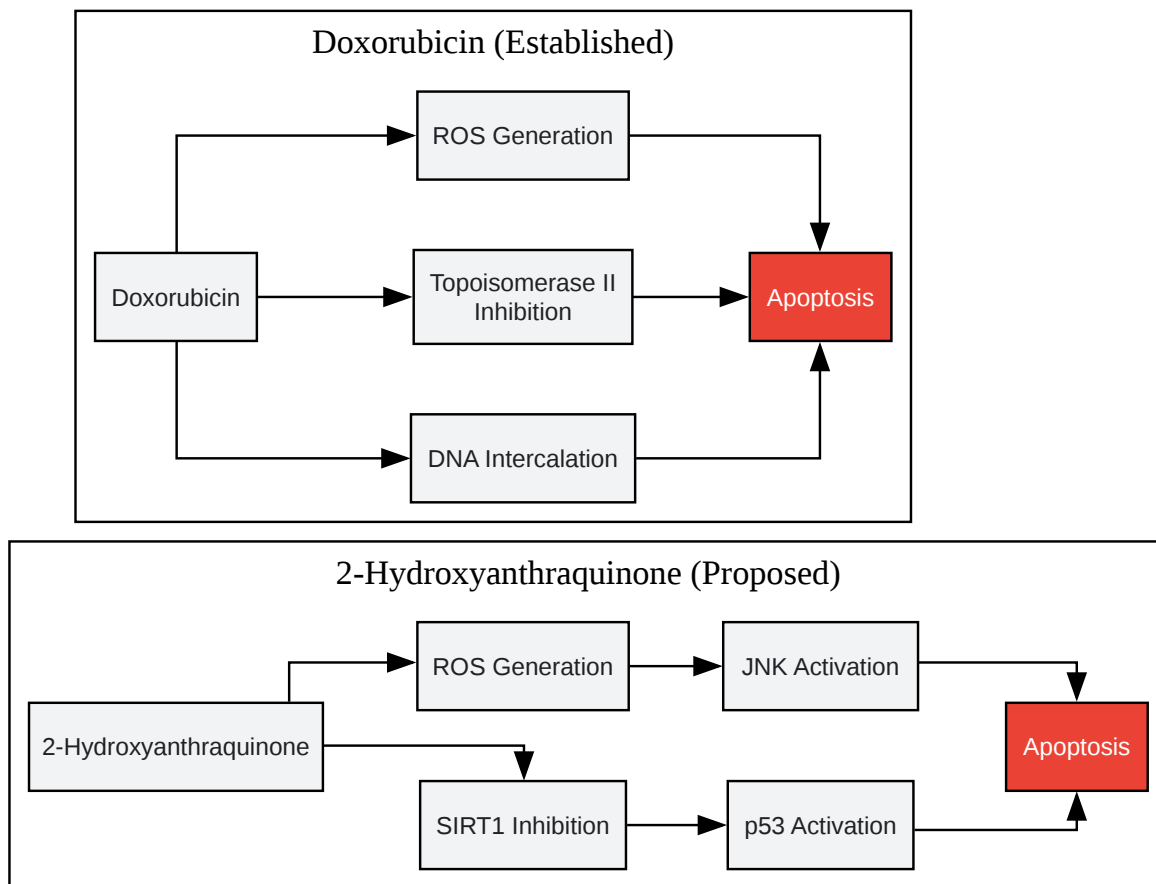 Doxorubicin (Established)
ROS Generation
Doxorubicin
Topoisomerase II
Inhibition
Apoptosis
DNA Intercalation
2-Hydroxyanthraquinone (Proposed)
ROS Generation
JNK Activation
2-Hydroxyanthraquinone
Apoptosis
SIRT1 Inhibition
p53 Activation